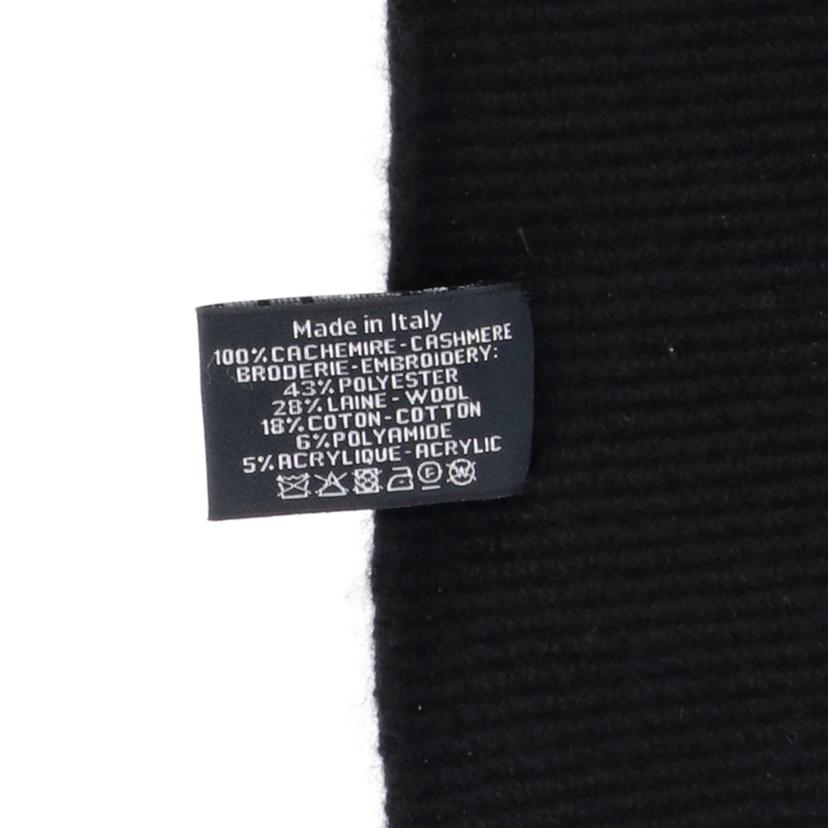 Made in Italy
100% CACHEMIRE - CASHMERE
BRODERIE - EMBROIDERY:
43% POLYESTER
28% LAINE - WOOL
18% COTON - COTTON
6% POLYAMIDE
5% ACRYLIQUE - ACRYLIC